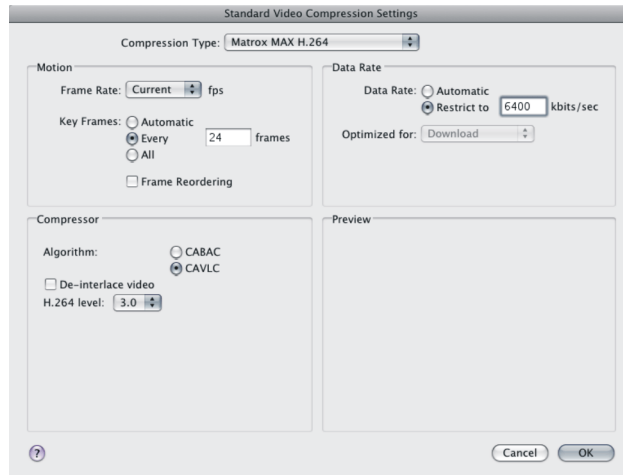 Standard Video Compression Settings
Compression Type: Matrox MAX H.264
Motion
Frame Rate: Current fps
Key Frames: Automatic
Every 24 frames
All
Frame Reordering
Data Rate
Data Rate: Automatic
Restrict to 6400 kbits/sec
Optimized for: Download
Compressor
Algorithm: CABAC
CAVLC
De-interlace video
H.264 level: 3.0
Preview
?
Cancel OK